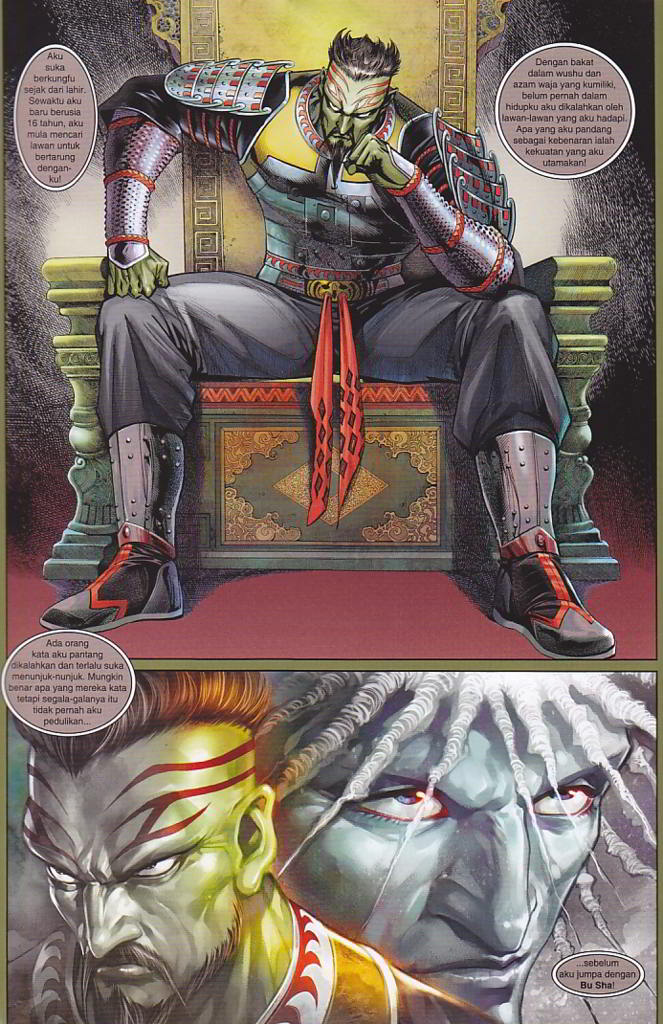 Aku
suka
berkungfu
sejak dari lahir.
Sewaktu aku
baru berusia
16 tahun, aku
mula mencari
lawan untuk
bertarung
dengan-
ku!
Dengan bakat
dalam wushu dan
azam waja yang kumiliki,
belum pernah dalam
hidupku aku dikalahkan oleh
lawan-lawan yang aku hadapi.
Apa yang aku pandang
sebagai kebenaran ialah
kekuatan yang aku
utamakan!
Ada orang
kata aku pantang
dikalahkan dan terlalu suka
menunjuk-nunjuk. Mungkin
benar apa yang mereka kata
tetapi segala-galanya itu
tidak pernah aku
pedulikan...
...sebelum
aku jumpa dengan
Bu Sha!